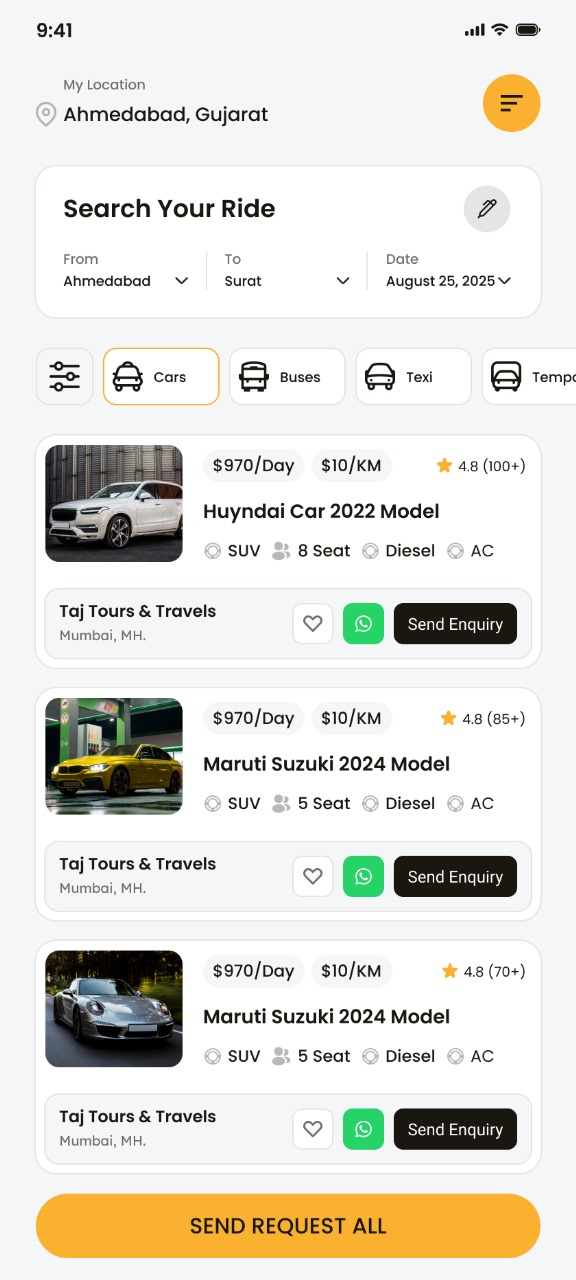 9:41
My Location
Ahmedabad, Gujarat
Search Your Ride
From To Date
Ahmedabad Surat August 25, 2025
Cars Buses Texi Tempo
$970/Day $10/KM 4.8 (100+)
Huyndai Car 2022 Model
SUV 8 Seat Diesel AC
Taj Tours & Travels
Mumbai, MH.
Send Enquiry
$970/Day $10/KM 4.8 (85+)
Maruti Suzuki 2024 Model
SUV 5 Seat Diesel AC
Taj Tours & Travels
Mumbai, MH.
Send Enquiry
$970/Day $10/KM 4.8 (70+)
Maruti Suzuki 2024 Model
SUV 5 Seat Diesel AC
Taj Tours & Travels
Mumbai, MH.
Send Enquiry
SEND REQUEST ALL